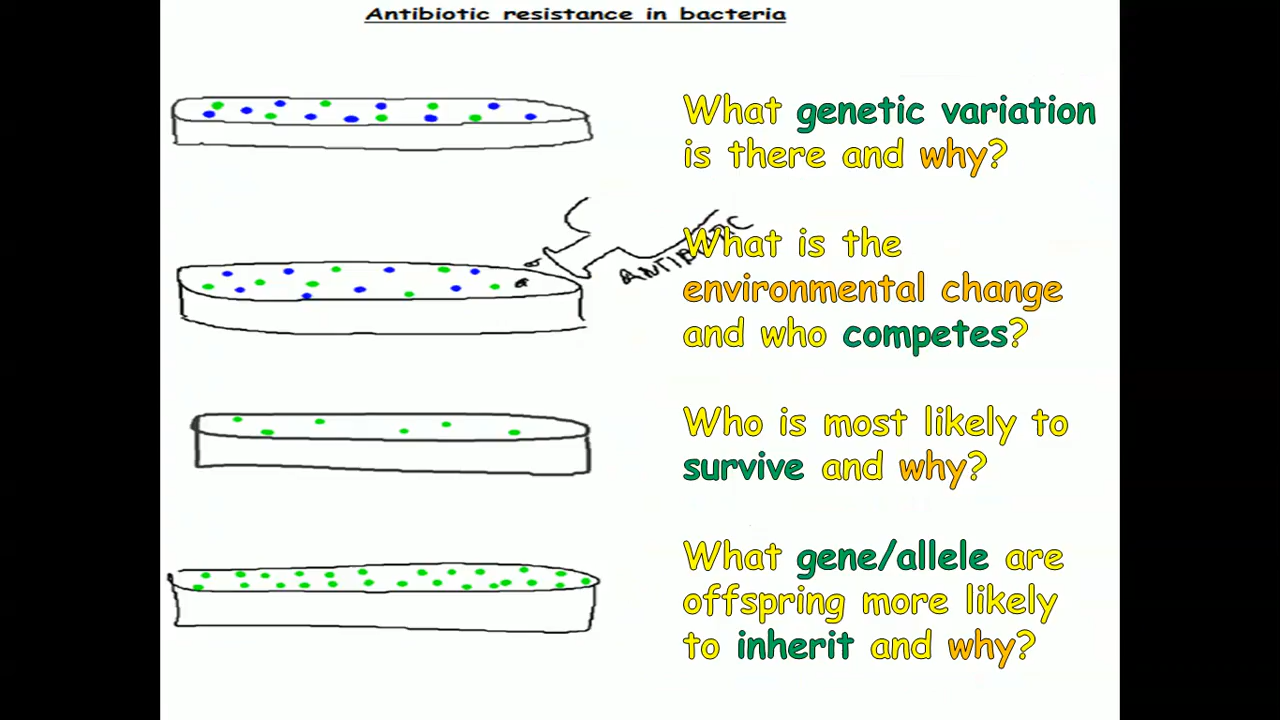 Antibiotic resistance in bacteria
What genetic variation
is there and why?
ANTIBIOTIC
What is the
environmental change
and who competes?
Who is most likely to
survive and why?
What gene/allele are
offspring more likely
to inherit and why?